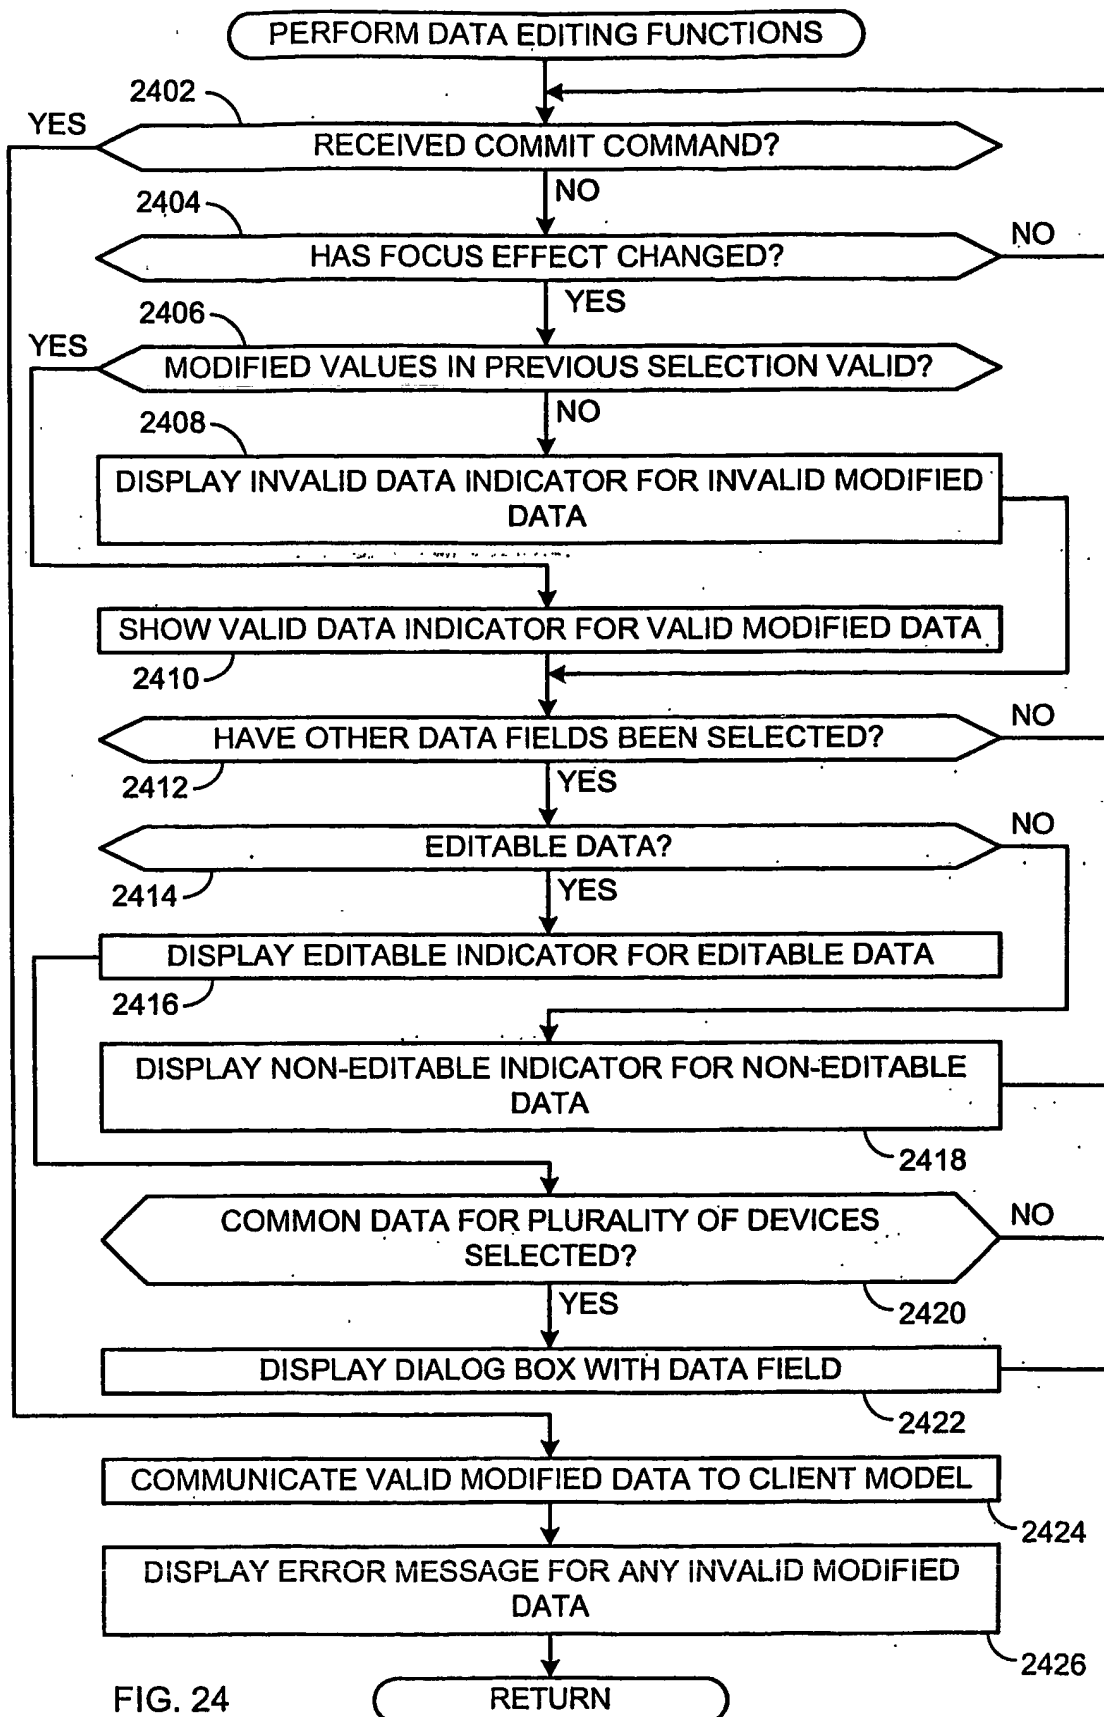 PERFORM DATA EDITING FUNCTIONS
2402
YES
RECEIVED COMMIT COMMAND?
NO
2404
NO
HAS FOCUS EFFECT CHANGED?
YES
2406
YES
MODIFIED VALUES IN PREVIOUS SELECTION VALID?
NO
2408
DISPLAY INVALID DATA INDICATOR FOR INVALID MODIFIED
DATA
SHOW VALID DATA INDICATOR FOR VALID MODIFIED DATA
2410
NO
HAVE OTHER DATA FIELDS BEEN SELECTED?
2412
YES
NO
EDITABLE DATA?
2414
YES
DISPLAY EDITABLE INDICATOR FOR EDITABLE DATA
2416
DISPLAY NON-EDITABLE INDICATOR FOR NON-EDITABLE
DATA
2418
COMMON DATA FOR PLURALITY OF DEVICES
SELECTED?
NO
YES
2420
DISPLAY DIALOG BOX WITH DATA FIELD
2422
COMMUNICATE VALID MODIFIED DATA TO CLIENT MODEL
2424
DISPLAY ERROR MESSAGE FOR ANY INVALID MODIFIED
DATA
2426
FIG. 24
RETURN